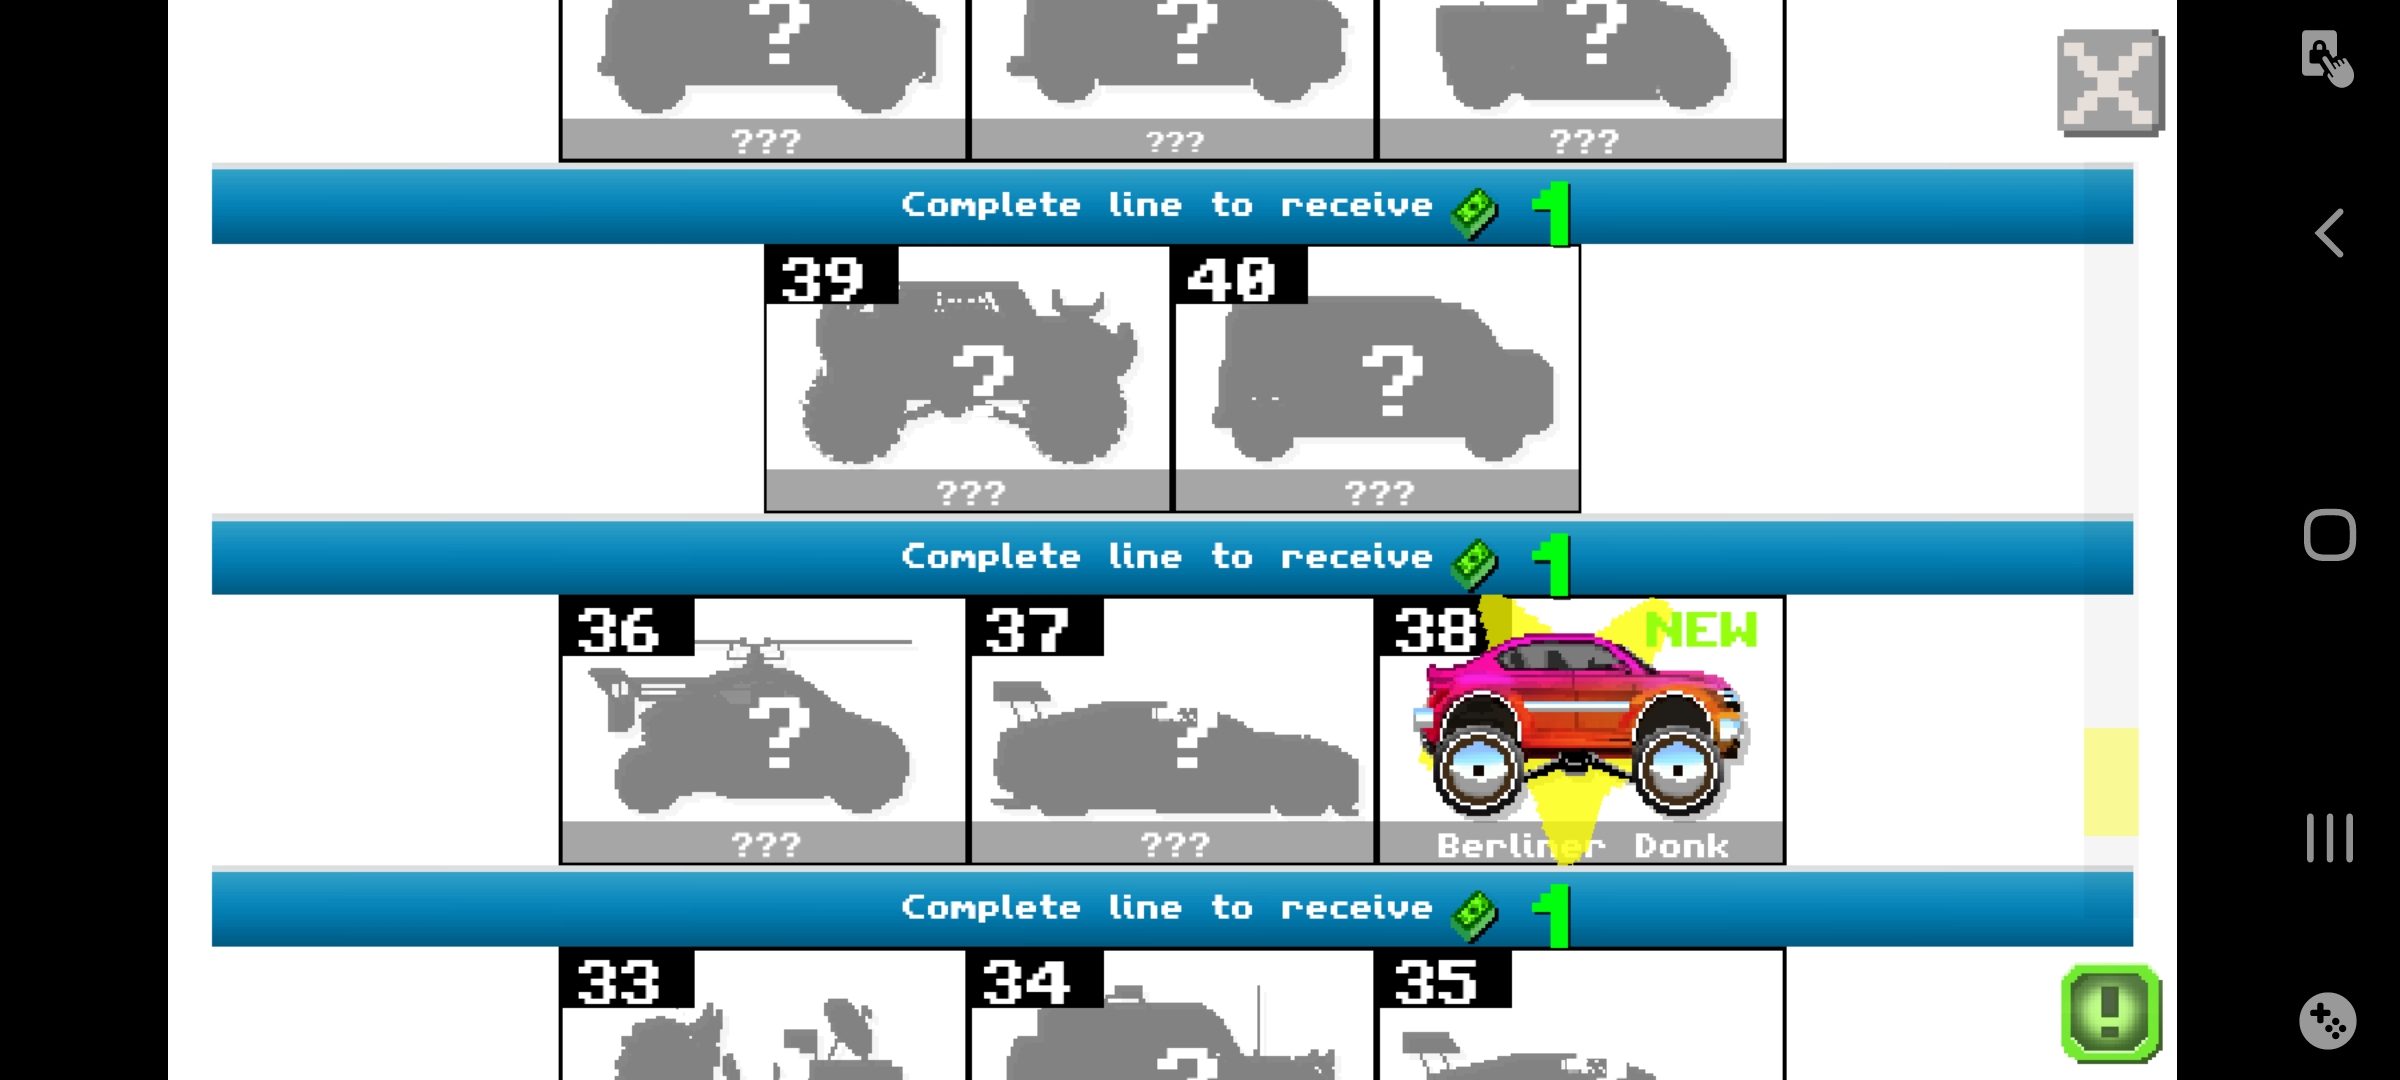 ? ? ?
??? ??? ???
Complete line to receive 1
39 40
? ?
??? ???
Complete line to receive 1
36 37 38 NEW
? ?
??? ??? Berliner Donk
Complete line to receive 1
33 34 35
?
!